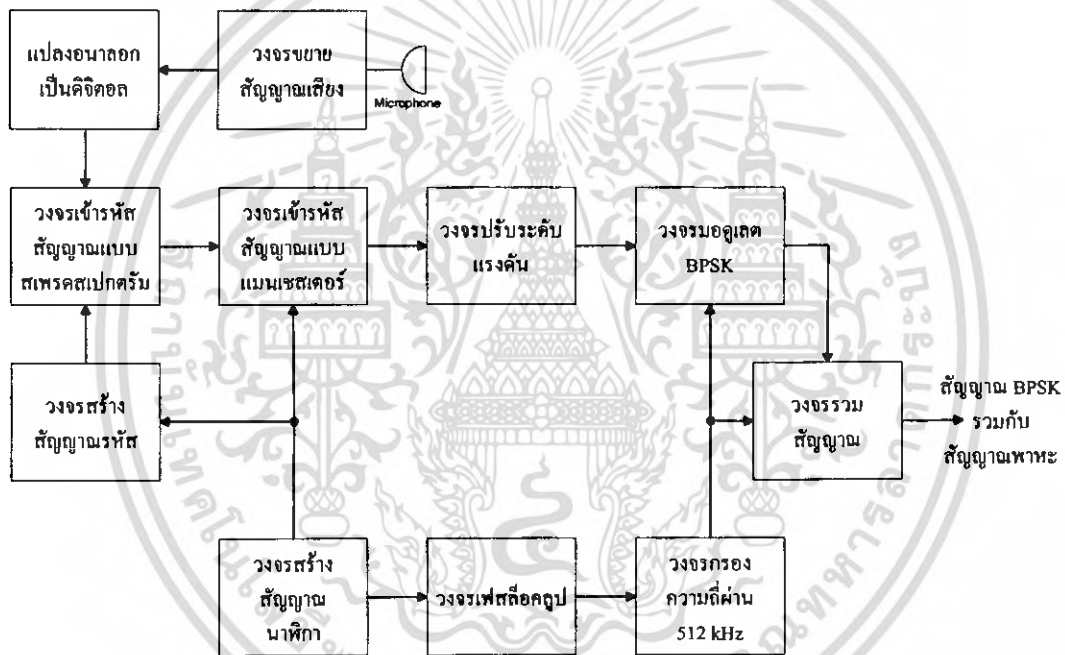 แปลงอนาลอก
เป็นดิจิตอล
วงจรขยาย
สัญญาณเสียง
Microphone
วงจรเข้ารหัส
สัญญาณแบบ
สเพรดสเปกตรัม
วงจรเข้ารหัส
สัญญาณแบบ
แมนเชสเตอร์
วงจรปรับระดับ
แรงดัน
วงจรมอดูเลต
BPSK
วงจรสร้าง
สัญญาณรหัส
วงจรรวม
สัญญาณ
สัญญาณ BPSK
รวมกับ
สัญญาณพาหะ
วงจรสร้าง
สัญญาณ
นาฬิกา
วงจรเฟสล็อคลูป
วงจรกรอง
ความถี่ผ่าน
512 kHz